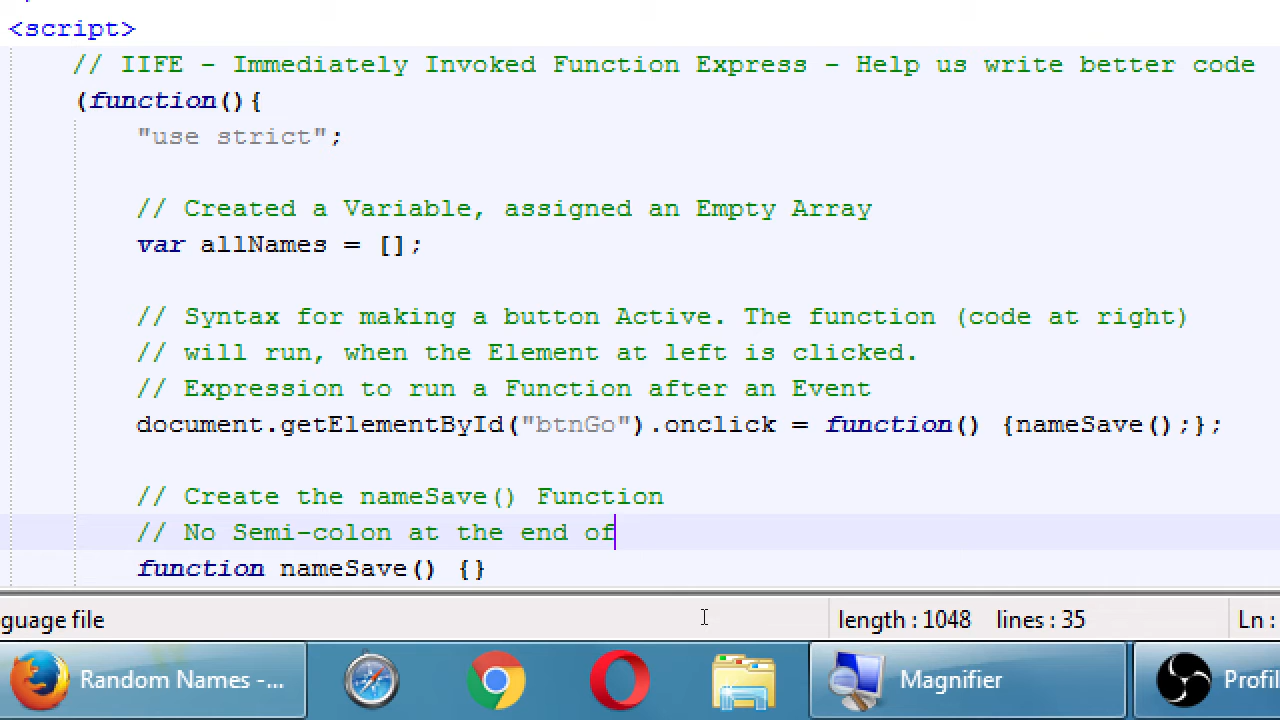 <script>
// IIFE - Immediately Invoked Function Express - Help us write better code
(function(){
"use strict";
// Created a Variable, assigned an Empty Array
var allNames = [];
// Syntax for making a button Active. The function (code at right)
// will run, when the Element at left is clicked.
// Expression to run a Function after an Event
document.getElementById("btnGo").onclick = function() {nameSave();};
// Create the nameSave() Function
// No Semi-colon at the end of
function nameSave() {}
guage file length : 1048 lines : 35 Ln :
Random Names -... Magnifier Profil